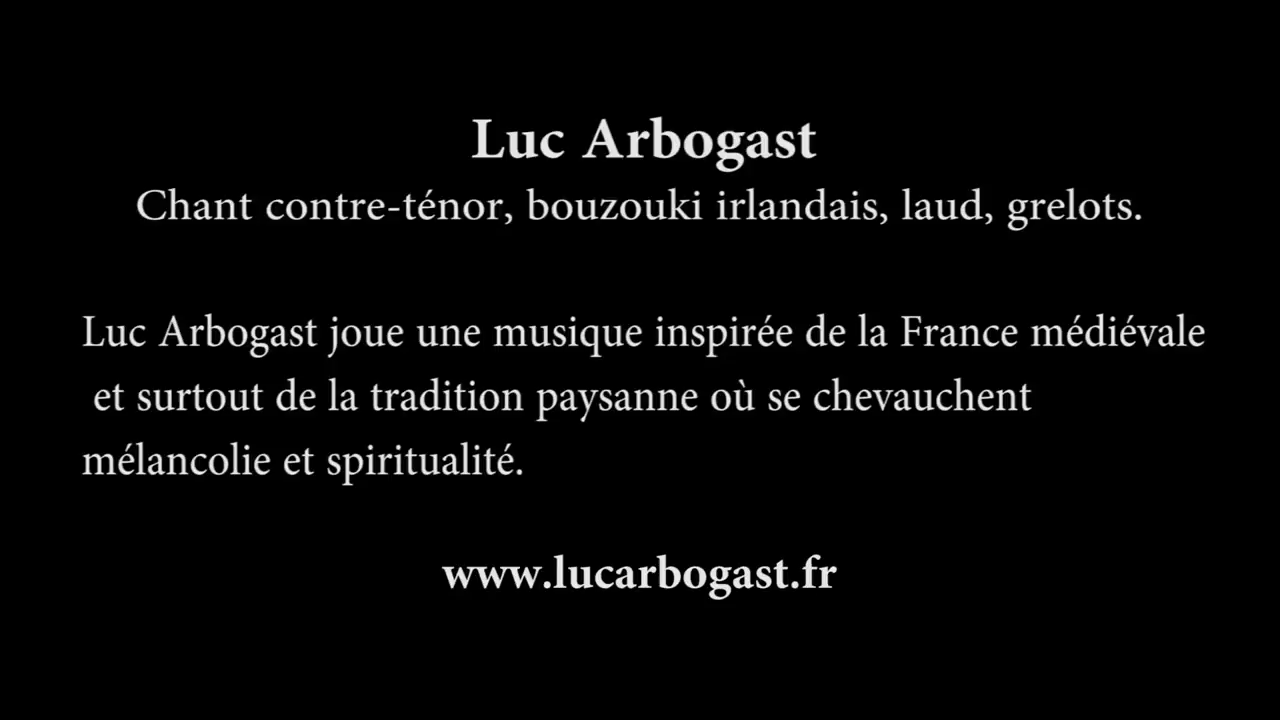 Luc Arbogast
Chant contre-ténor, bouzouki irlandais, laud, grelots.
Luc Arbogast joue une musique inspirée de la France médiévale
et surtout de la tradition paysanne où se chevauchent
mélancolie et spiritualité.
www.lucarbogast.fr